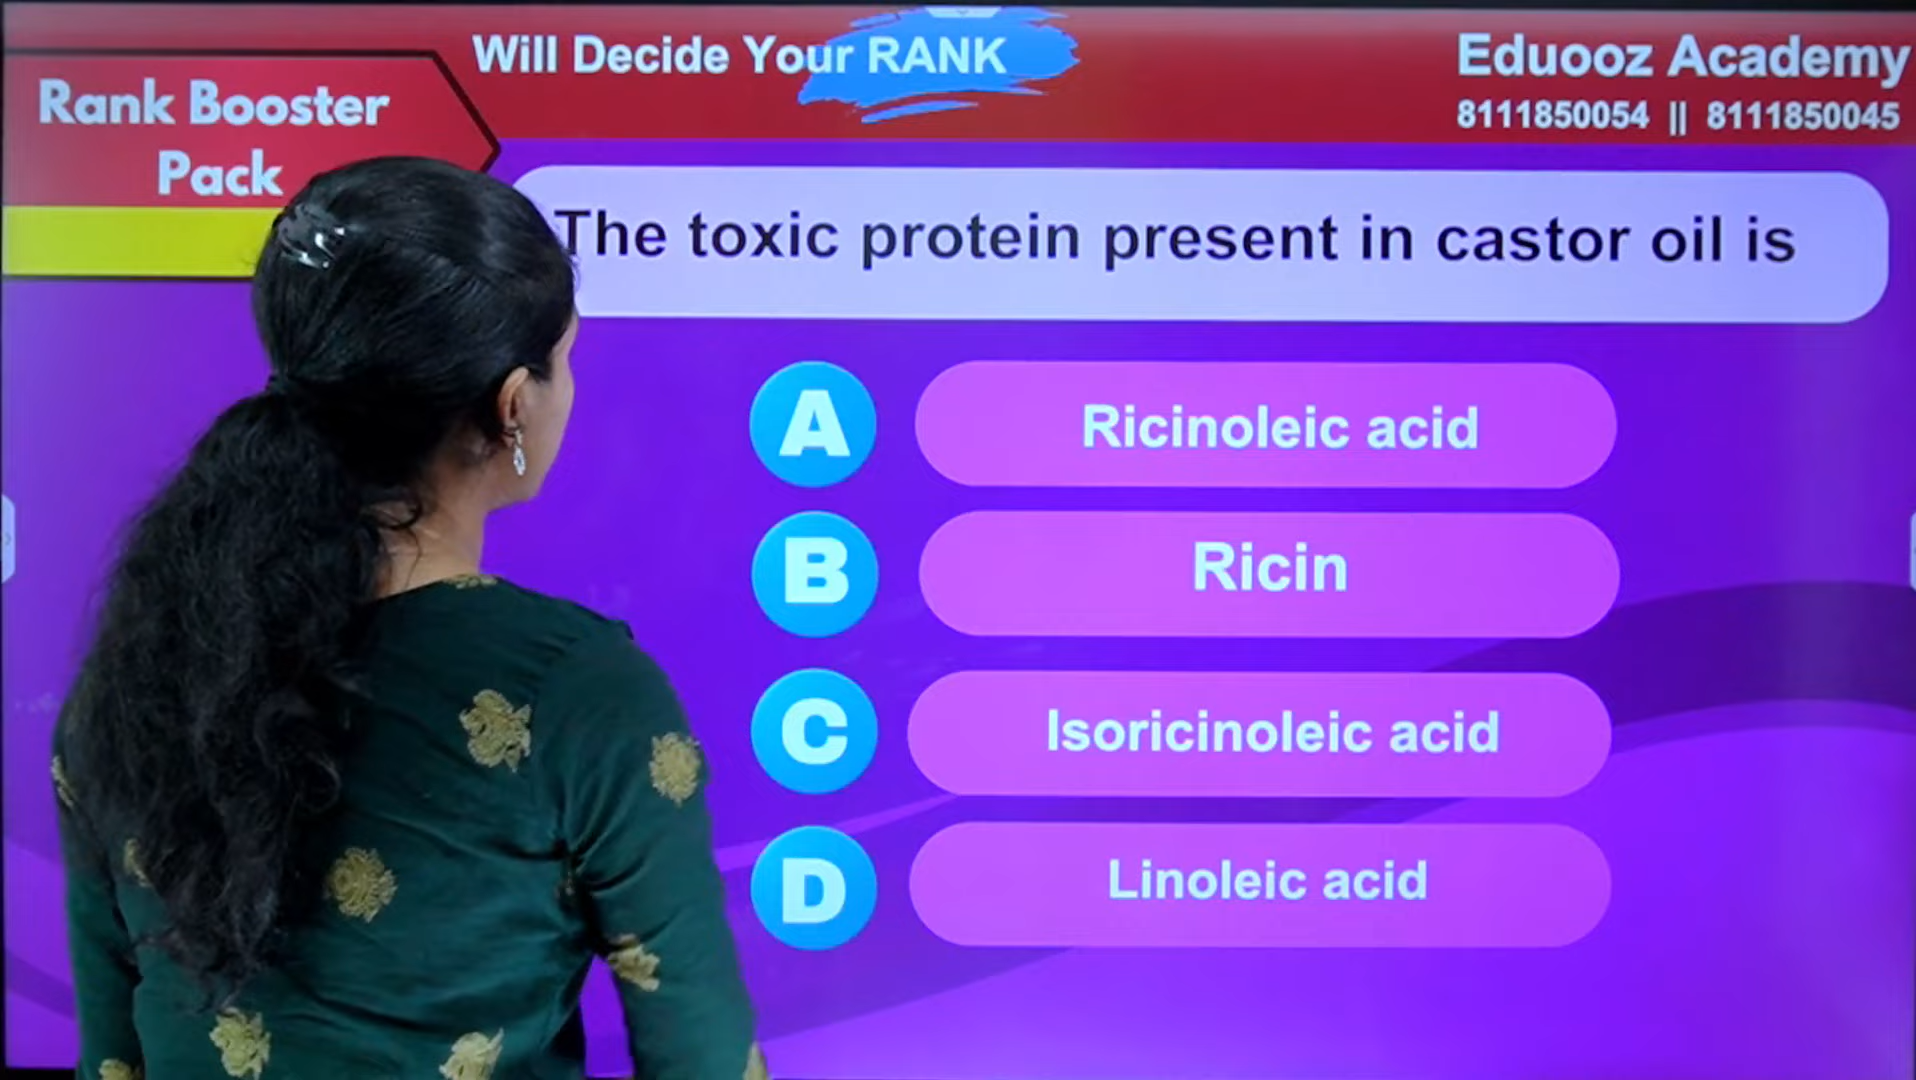 Will Decide Your RANK
Eduooz Academy
8111850054 || 8111850045
Rank Booster
Pack
The toxic protein present in castor oil is
A Ricinoleic acid
B Ricin
C Isoricinoleic acid
D Linoleic acid